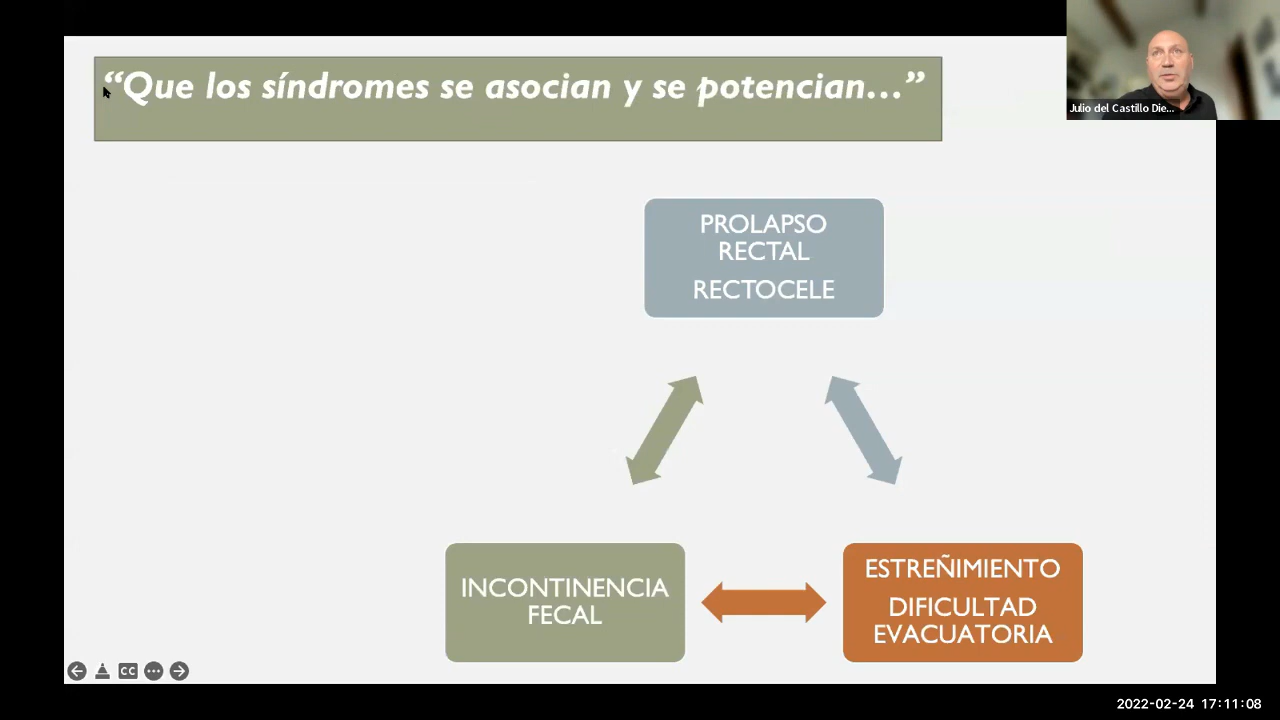 “Que los síndromes se asocian y se potencian...”
Julio del Castillo Die...
PROLAPSO
RECTAL
RECTOCELE
INCONTINENCIA
FECAL
ESTREÑIMIENTO
DIFICULTAD
EVACUATORIA
CC
2022-02-24 17:11:08